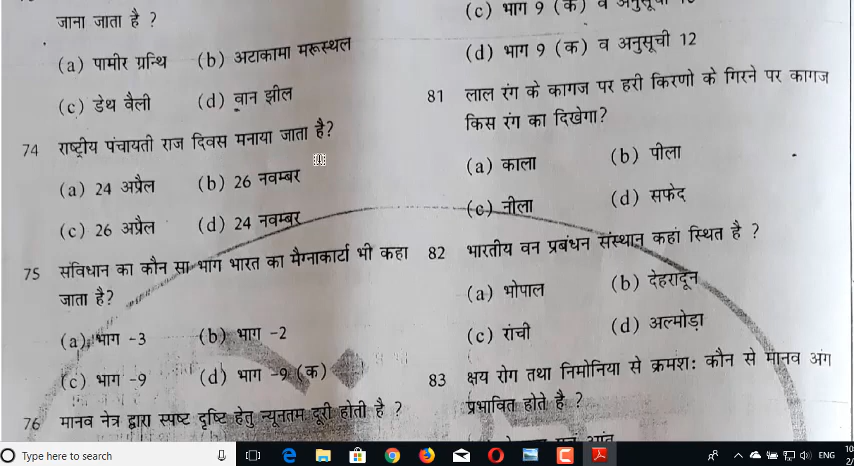 जाना जाता है ?
(a) पामीर ग्रन्थि (b) अटाकामा मरूस्थल
(c) डेथ वैली (d) वान झील
74 राष्ट्रीय पंचायती राज दिवस मनाया जाता है?
(a) 24 अप्रैल (b) 26 नवम्बर
(c) 26 अप्रैल (d) 24 नवम्बर
75 संविधान का कौन सा भाग भारत का मैग्नाकार्टा भी कहा
जाता है?
(a) भाग -3 (b) भाग -2
(c) भाग -9 (d) भाग -9 (क)
76 मानव नेत्र द्वारा स्पष्ट दृष्टि हेतु न्यूनतम दूरी होती है ?
(c) भाग 9 (क) व
(d) भाग 9 (क) व अनुसूची 12
81 लाल रंग के कागज पर हरी किरणो के गिरने पर कागज
किस रंग का दिखेगा?
(a) काला (b) पीला
(c) नीला (d) सफेद
82 भारतीय वन प्रबंधन संस्थान कहां स्थित है ?
(a) भोपाल (b) देहरादून
(c) रांची (d) अल्मोड़ा
83 क्षय रोग तथा निमोनिया से क्रमश: कौन से मानव अंग
प्रभावित होते है ?
Type here to search
ENG